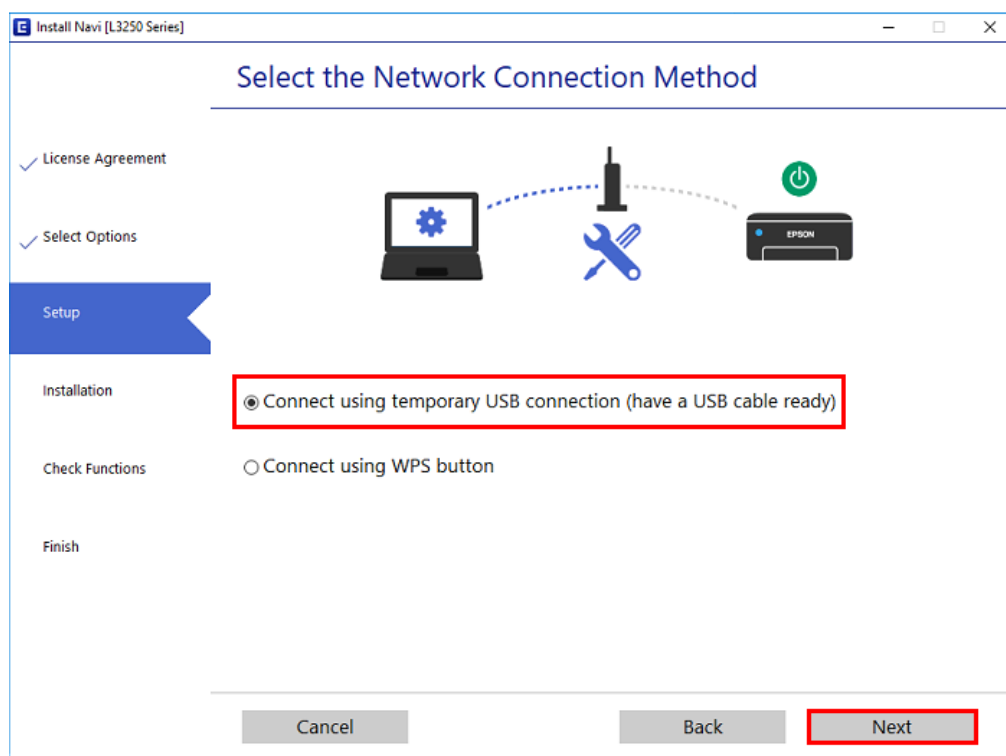 Install Navi [L3250 Series]
Select the Network Connection Method
License Agreement
Select Options
Setup
Installation
Check Functions
Finish
EPSON
Connect using temporary USB connection (have a USB cable ready)
Connect using WPS button
Cancel
Back
Next